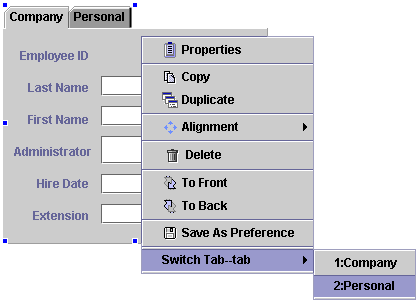 Company Personal
Employee ID
Last Name
First Name
Administrator
Hire Date
Extension
Properties
Copy
Duplicate
Alignment
Delete
To Front
To Back
Save As Preference
Switch Tab--tab
1:Company
2:Personal